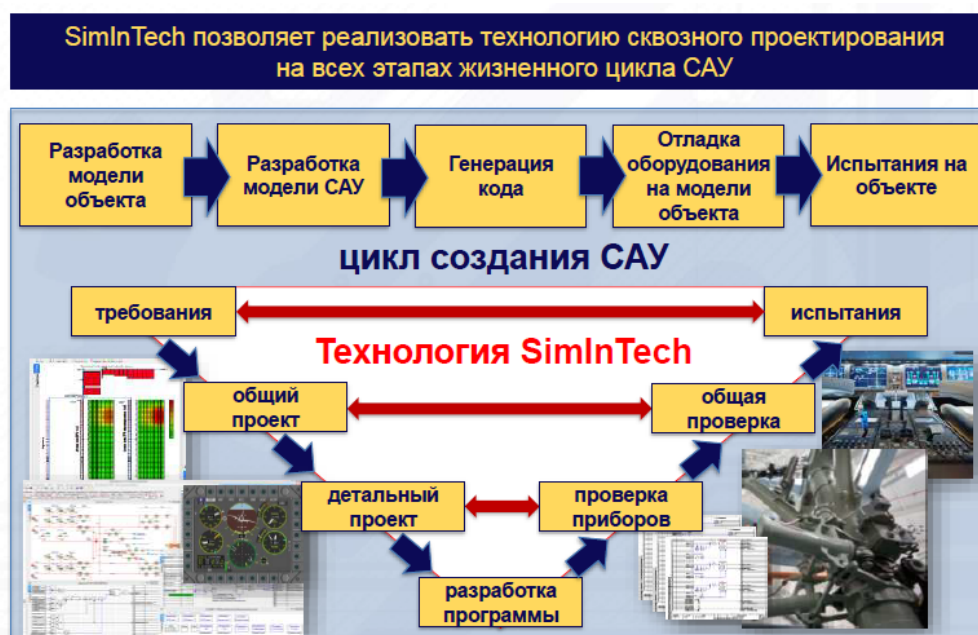 SimInTech позволяет реализовать технологию сквозного проектирования
на всех этапах жизненного цикла САУ
Разработка
модели
объекта
Разработка
модели САУ
Генерация
кода
Отладка
оборудования
на модели
объекта
Испытания на
объекте
цикл создания САУ
требования
испытания
Технология SimInTech
общий
проект
общая
проверка
детальный
проект
проверка
приборов
разработка
программы